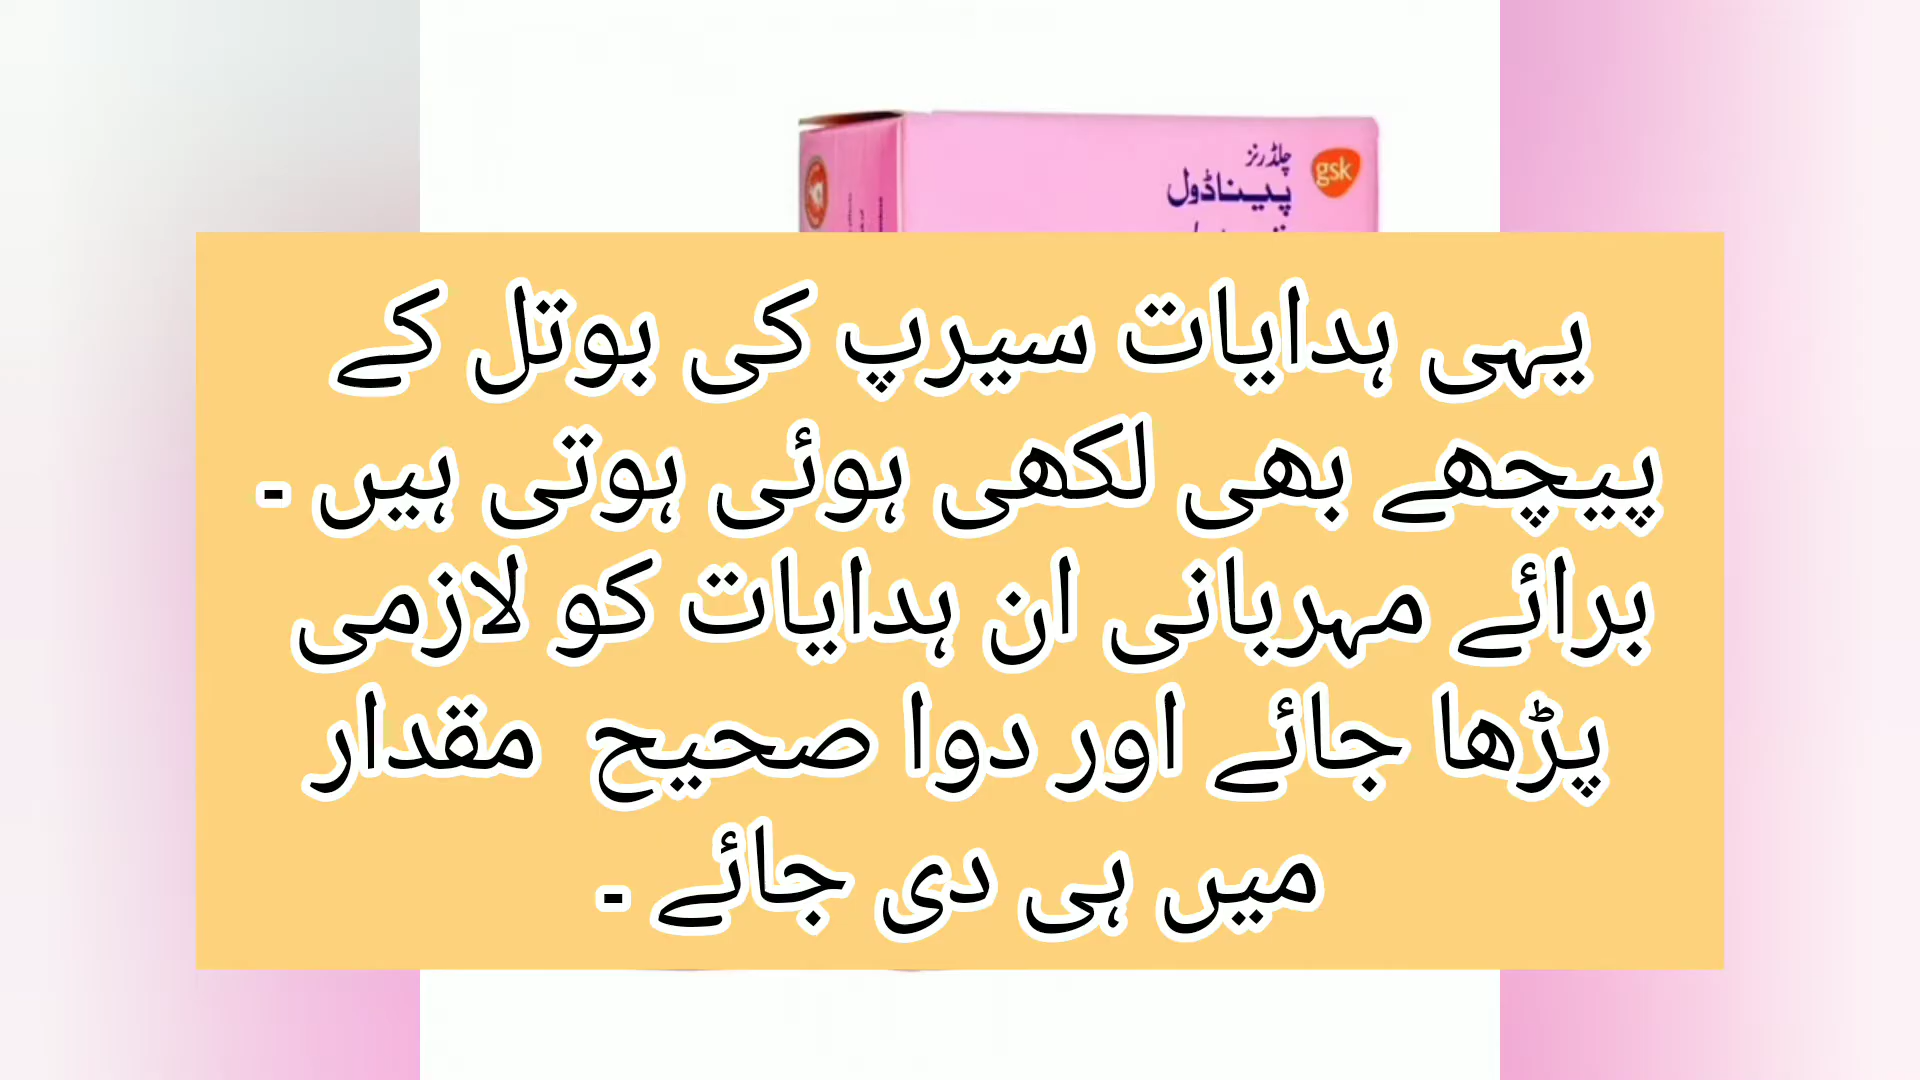 چلڈرنز
پیناڈول
gsk
یہی ہدایات سیرپ کی بوتل کے
پیچھے بھی لکھی ہوئی ہوتی ہیں ۔
برائے مہربانی ان ہدایات کو لازمی
پڑھا جائے اور دوا صحیح مقدار
میں ہی دی جائے ۔